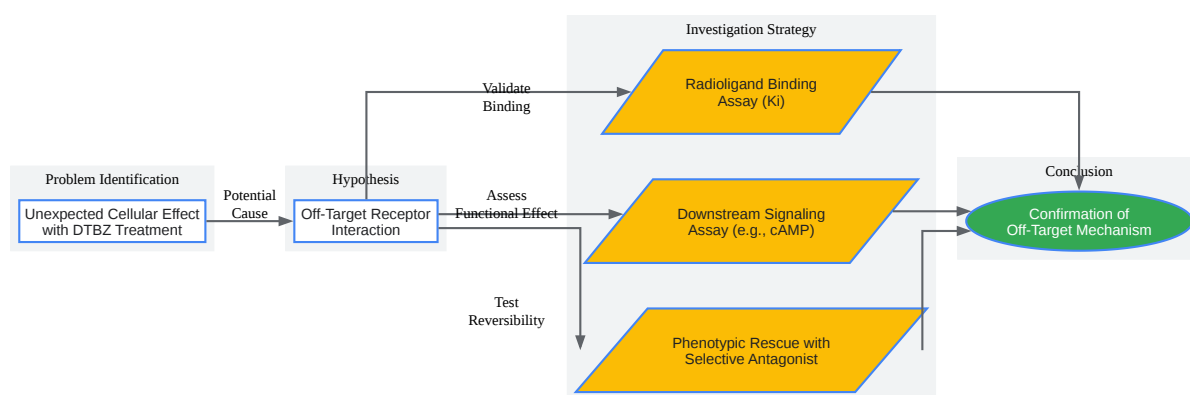 Problem Identification
Unexpected Cellular Effect
with DTBZ Treatment
Potential
Cause
Hypothesis
Off-Target Receptor
Interaction
Validate
Binding
Assess
Functional Effect
Test
Reversibility
Investigation Strategy
Radioligand Binding
Assay (Ki)
Downstream Signaling
Assay (e.g., cAMP)
Phenotypic Rescue with
Selective Antagonist
Conclusion
Confirmation of
Off-Target Mechanism